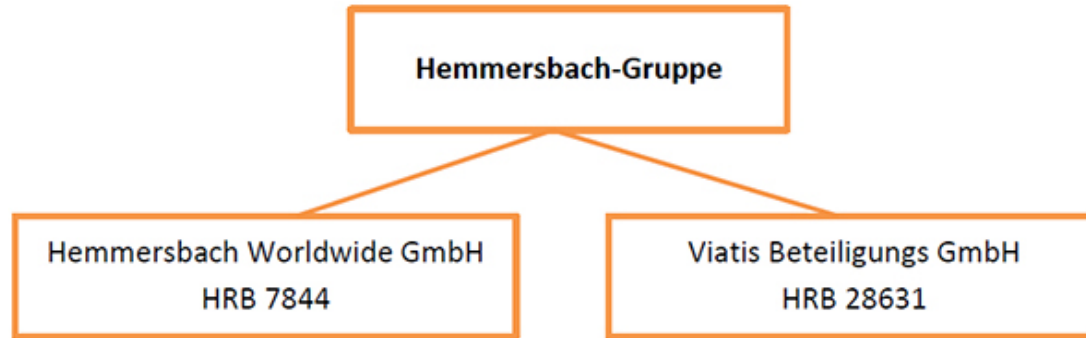 Hemmersbach-Gruppe
Hemmersbach Worldwide GmbH
HRB 7844
Viatis Beteiligungs GmbH
HRB 28631